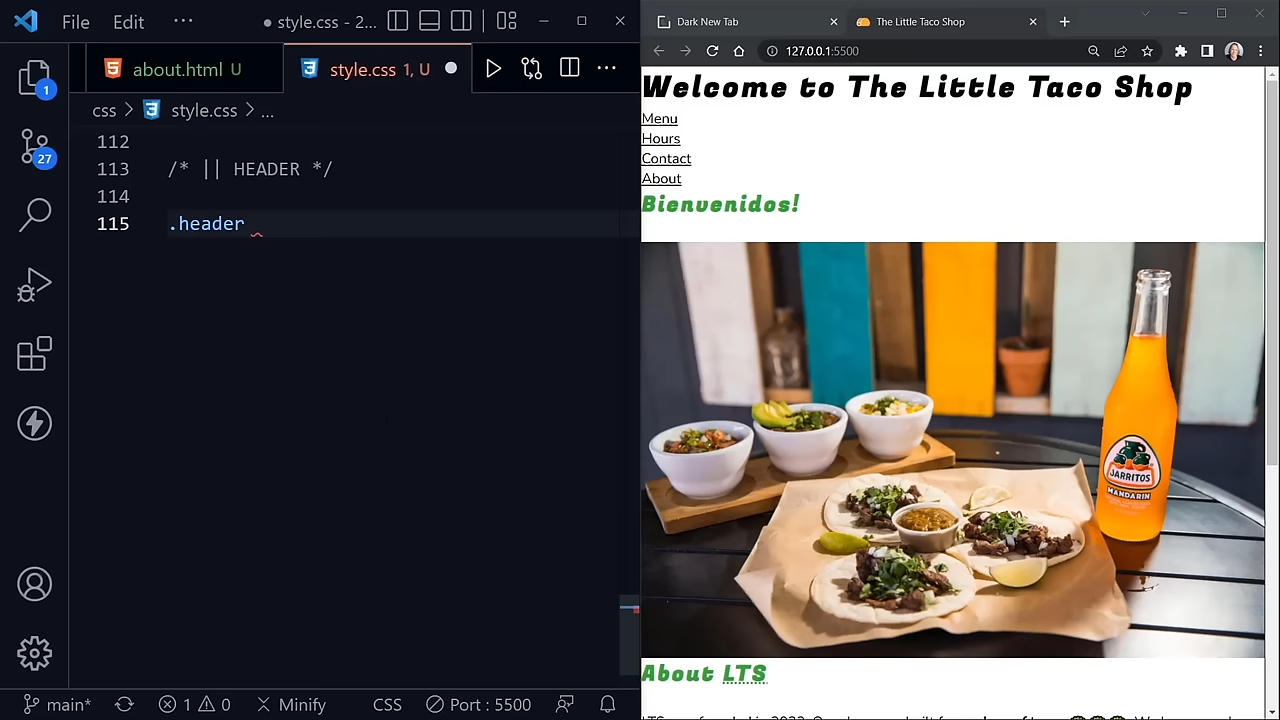 File Edit ··· ● style.css - 2...
about.html U style.css 1, U
css > style.css > ...
112
113 /* || HEADER */
114
115 .header
1
27
main* 1 0 Minify CSS Port : 5500
Dark New Tab The Little Taco Shop
127.0.0.1:5500
Welcome to The Little Taco Shop
Menu
Hours
Contact
About
Bienvenidos!
JARRITOS
MANDARIN
About LTS